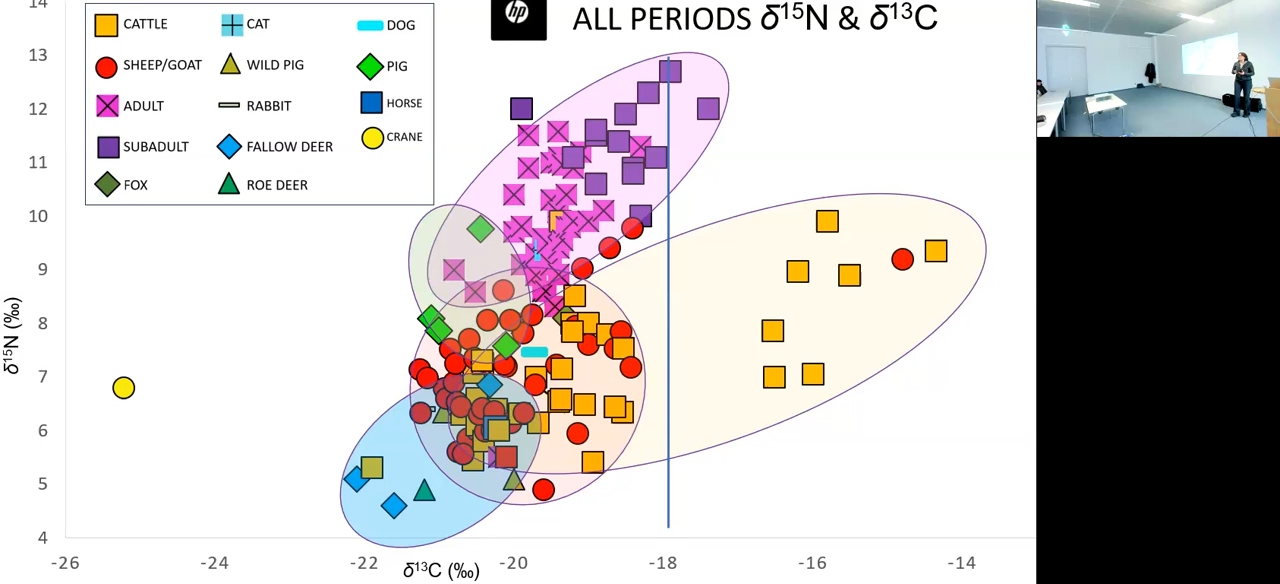 hp
ALL PERIODS δ¹⁵N & δ¹³C
CATTLE
CAT
DOG
SHEEP/GOAT
WILD PIG
PIG
ADULT
RABBIT
HORSE
SUBADULT
FALLOW DEER
CRANE
FOX
ROE DEER
14
13
12
11
10
9
8
7
6
5
4
δ¹⁵N (‰)
-26
-24
-22
-20
-18
-16
-14
δ¹³C (‰)